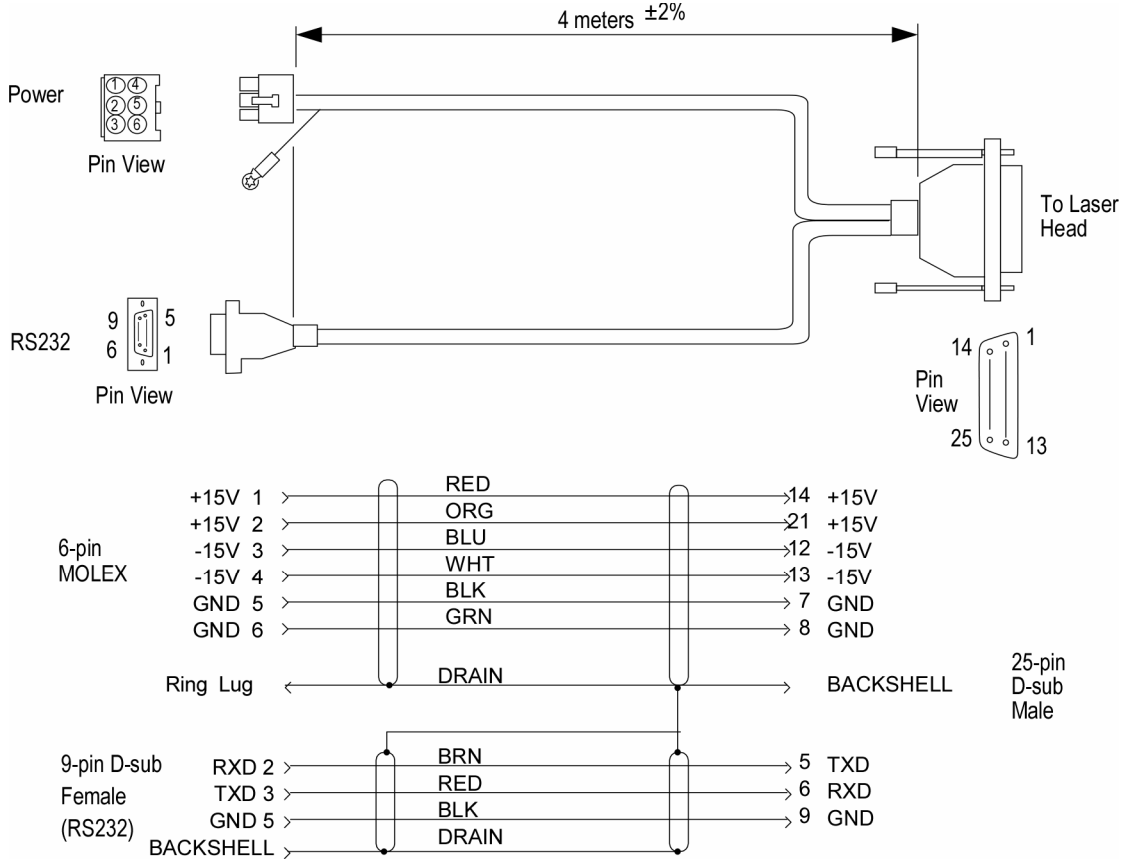 4 meters ±2%
Power
1 4
2 5
3 6
Pin View
To Laser
Head
RS232
9 5
6 1
Pin View
14 1
Pin
View
25 13
6-pin
MOLEX
+15V 1 RED 14 +15V
+15V 2 ORG 21 +15V
-15V 3 BLU 12 -15V
-15V 4 WHT 13 -15V
GND 5 BLK 7 GND
GND 6 GRN 8 GND
Ring Lug DRAIN BACKSHELL
25-pin
D-sub
Male
9-pin D-sub
Female
(RS232)
RXD 2 BRN 5 TXD
TXD 3 RED 6 RXD
GND 5 BLK 9 GND
BACKSHELL DRAIN